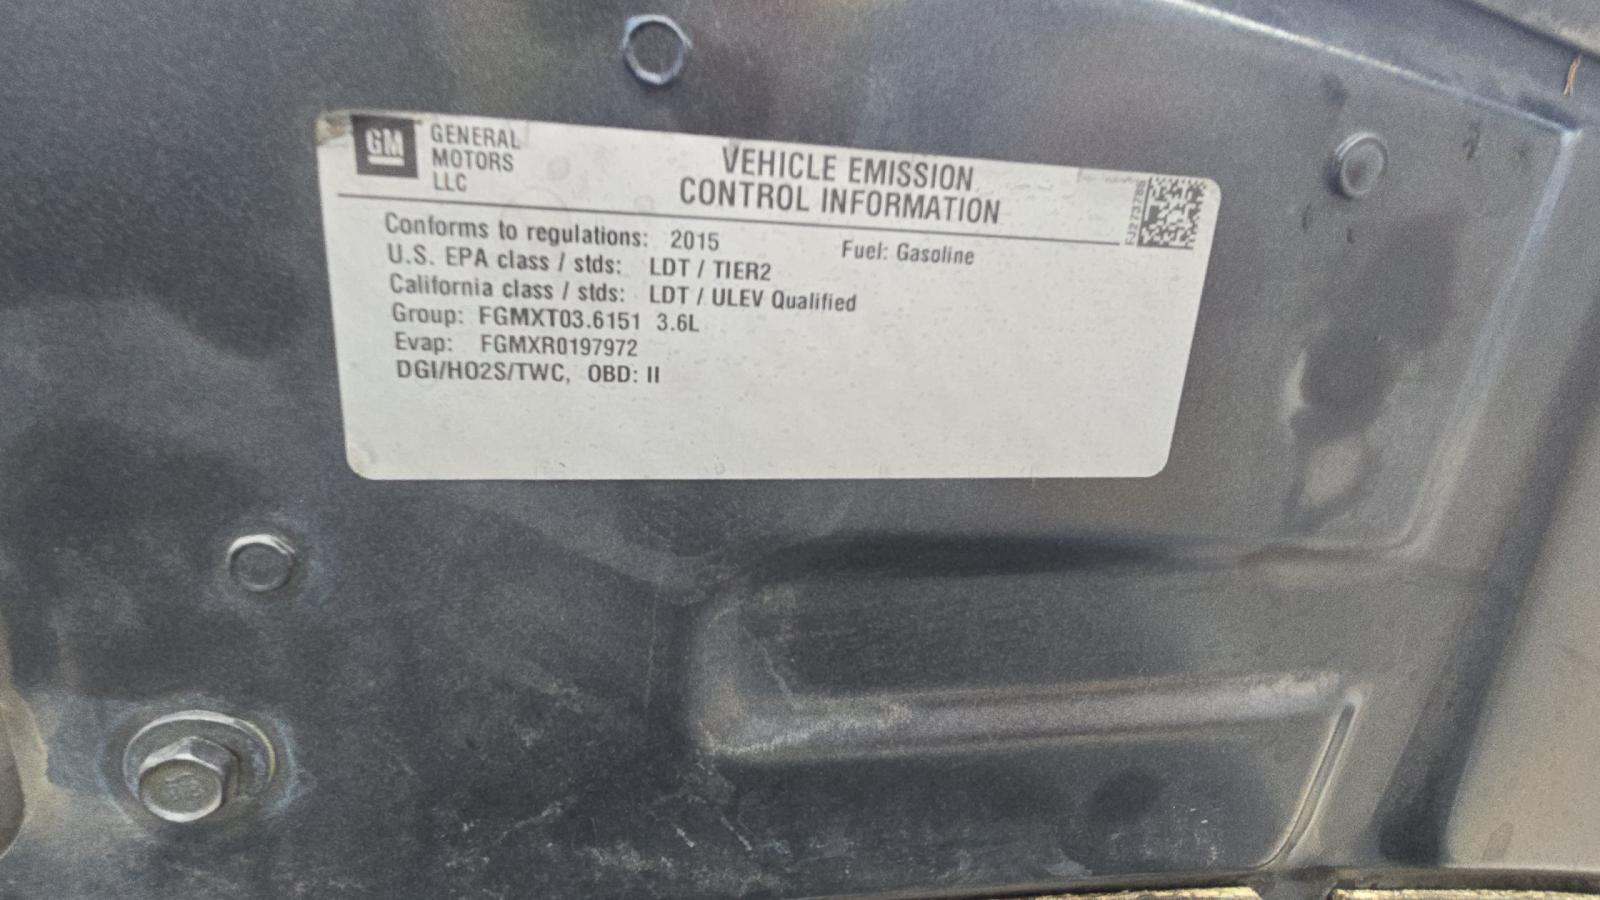 GM
GENERAL
MOTORS
LLC
VEHICLE EMISSION
CONTROL INFORMATION
Conforms to regulations: 2015
Fuel: Gasoline
U.S. EPA class / stds: LDT / TIER2
California class / stds: LDT / ULEV Qualified
Group: FGMXT03.6151 3.6L
Evap: FGMXR0197972
DGI/HO2S/TWC, OBD: II